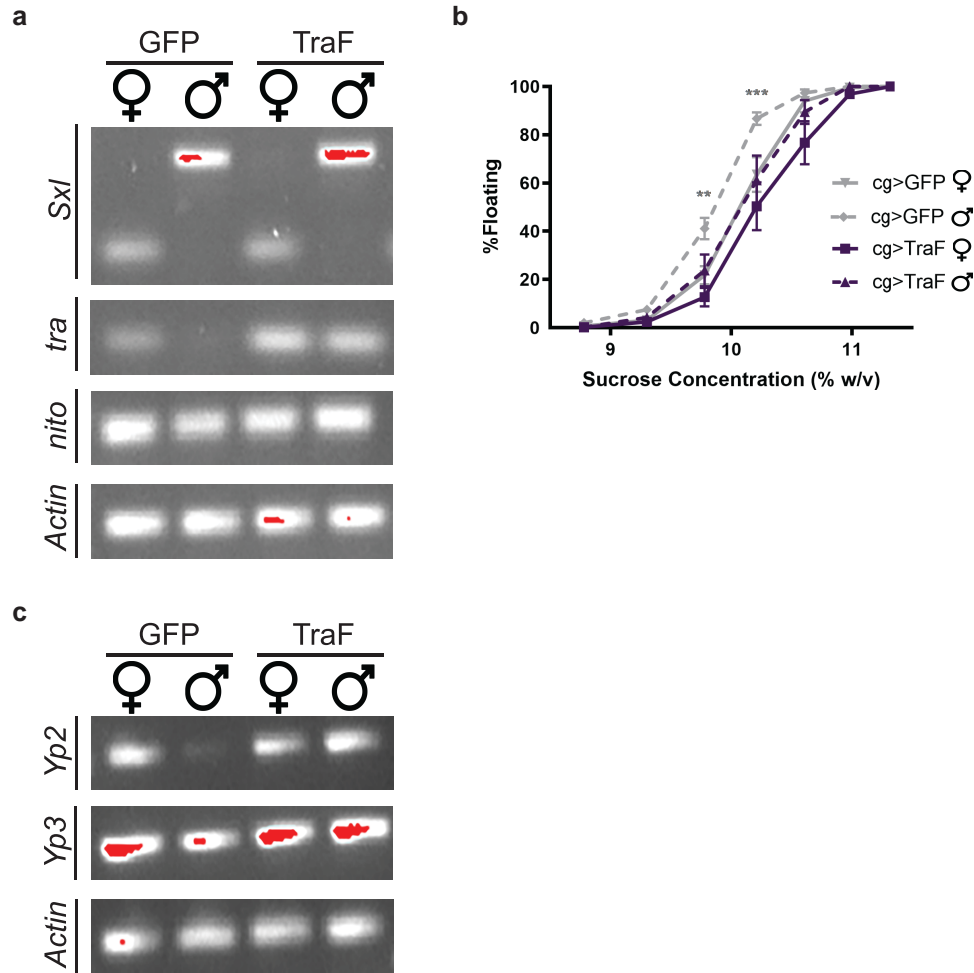 a
GFP TraF
♀ ♂ ♀ ♂
Sxl
tra
nito
Actin
b
100
80
60
40
20
0
%Floating
** ***
9 10 11
Sucrose Concentration (% w/v)
cg>GFP ♀
cg>GFP ♂
cg>TraF ♀
cg>TraF ♂
c
GFP TraF
♀ ♂ ♀ ♂
Yp2
Yp3
Actin